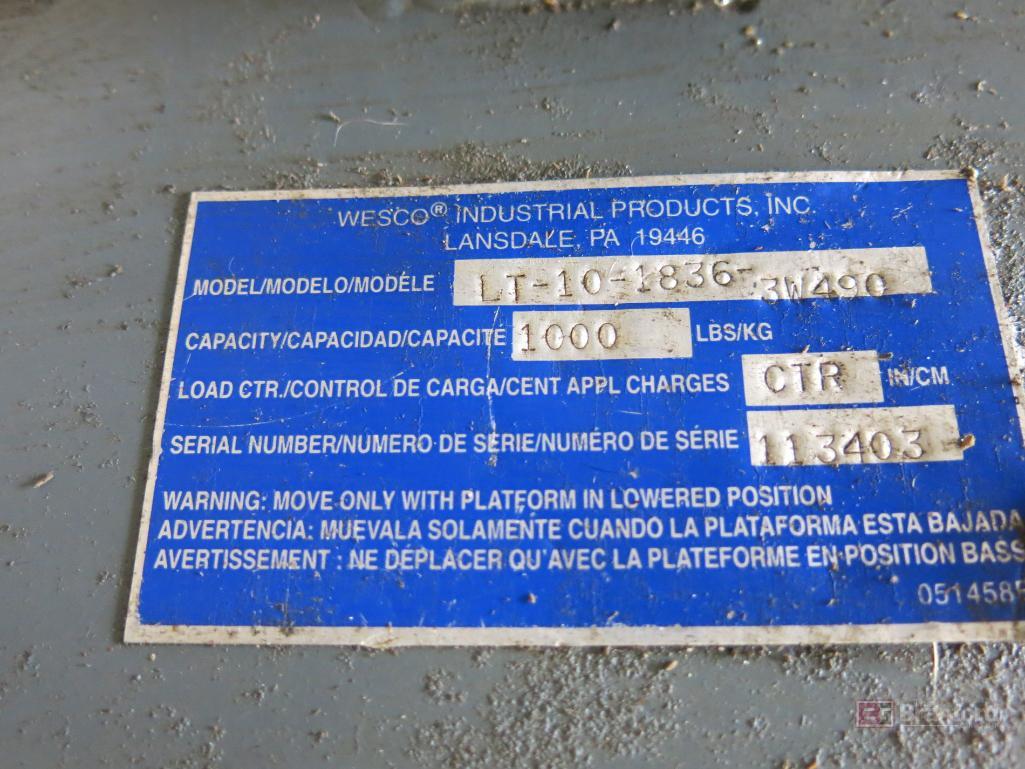 WESCO® INDUSTRIAL PRODUCTS, INC.
LANSDALE, PA 19446
MODEL/MODELO/MODÉLE LT-10-1836-3W490
CAPACITY/CAPACIDAD/CAPACITE 1000 LBS/KG
LOAD CTR./CONTROL DE CARGA/CENT APPL CHARGES CTR IN/CM
SERIAL NUMBER/NUMERO DE SERIE/NUMÉRO DE SÉRIE 113403-
WARNING: MOVE ONLY WITH PLATFORM IN LOWERED POSITION
ADVERTENCIA: MUEVALA SOLAMENTE CUANDO LA PLATAFORMA ESTA BAJADA
AVERTISSEMENT : NE DÉPLACER QU'AVEC LA PLATEFORME EN POSITION BASS
051458